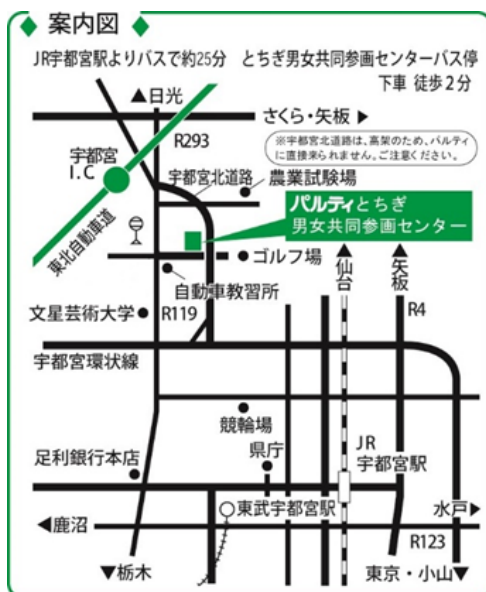 ◆ 案内図 ◆
JR宇都宮駅よりバスで約25分 とちぎ男女共同参画センターバス停
下車 徒歩2分
▲日光
さくら・矢板▶
R293
※宇都宮北道路は、高架のため、パルティ
に直接来られません。ご注意ください。
宇都宮
I.C
宇都宮北道路
農業試験場
東北自動車道
パルティとちぎ
男女共同参画センター
ゴルフ場
▲仙台
▲矢板
自動車教習所
文星芸術大学
R119
R4
宇都宮環状線
競輪場
県庁
JR
宇都宮駅
足利銀行本店
東武宇都宮駅
水戸▶
◀鹿沼
R123
▼栃木
東京・小山▼